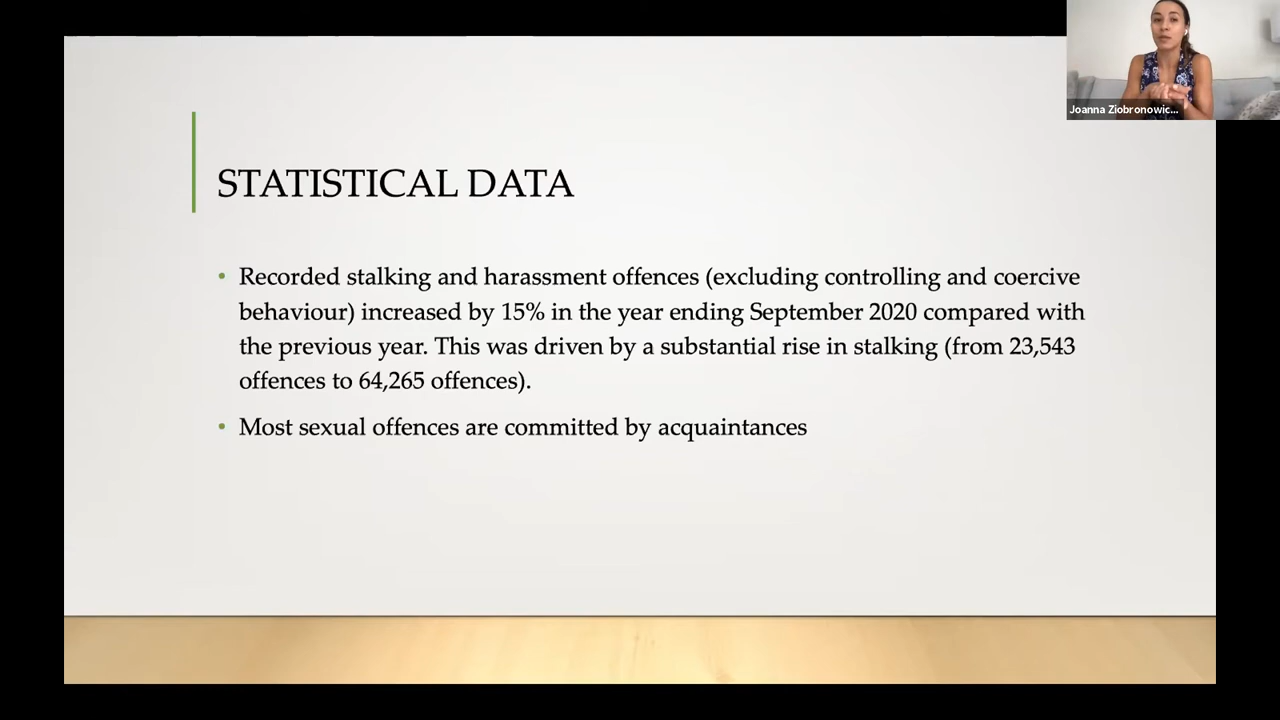 Joanna Ziobronowic...
STATISTICAL DATA
• Recorded stalking and harassment offences (excluding controlling and coercive
behaviour) increased by 15% in the year ending September 2020 compared with
the previous year. This was driven by a substantial rise in stalking (from 23,543
offences to 64,265 offences).
• Most sexual offences are committed by acquaintances